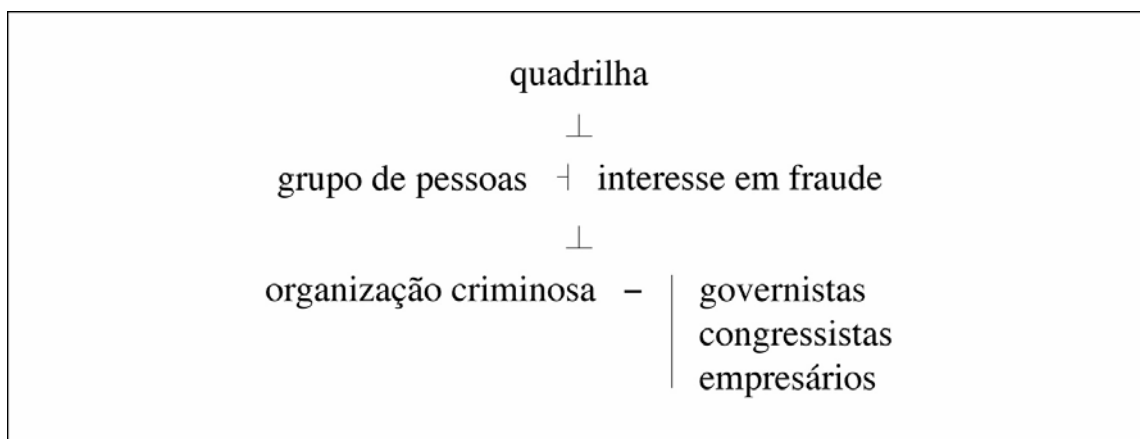 quadrilha
⊥
grupo de pessoas ⊣ interesse em fraude
⊥
organização criminosa – | governistas
congressistas
empresários